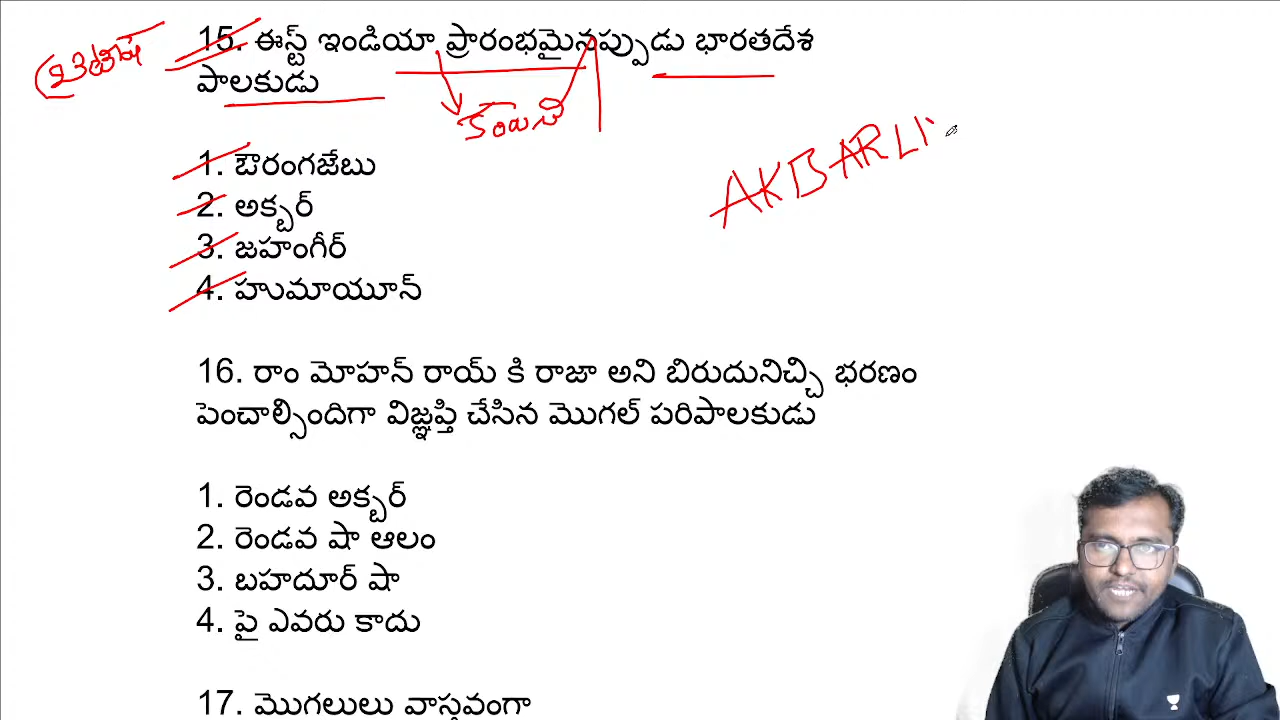 15. ఈస్ట్ ఇండియా ప్రారంభమైనప్పుడు భారతదేశ
పాలకుడు
కంపెనీ
1. ఔరంగజేబు
2. అక్బర్
3. జహంగీర్
4. హుమాయూన్
AKBAR
16. రాం మోహన్ రాయ్ కి రాజా అని బిరుదునిచ్చి భరణం
పెంచాల్సిందిగా విజ్ఞప్తి చేసిన మొగల్ పరిపాలకుడు
1. రెండవ అక్బర్
2. రెండవ షా ఆలం
3. బహదూర్ షా
4. పై ఎవరు కాదు
17. మొగలులు వాస్తవంగా